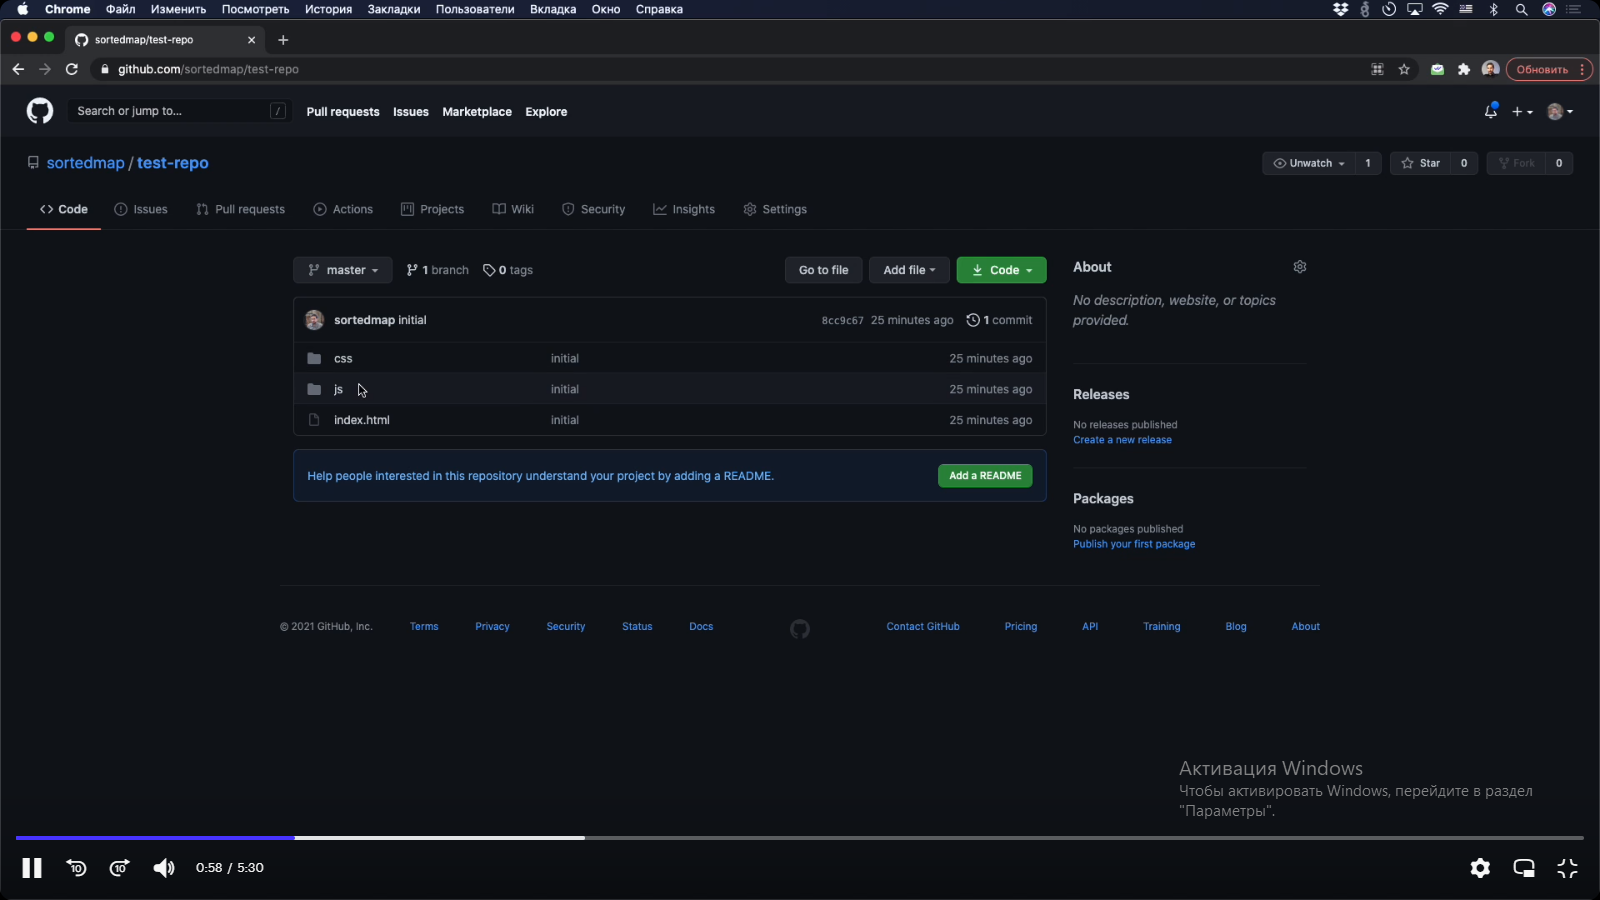 Chrome Файл Изменить Посмотреть История Закладки Пользователи Вкладка Окно Справка
sortedmap/test-repo
github.com/sortedmap/test-repo
Обновить
Search or jump to... /
Pull requests Issues Marketplace Explore
sortedmap / test-repo
Unwatch 1 Star 0 Fork 0
Code Issues Pull requests Actions Projects Wiki Security Insights Settings
master 1 branch 0 tags Go to file Add file Code
sortedmap initial 8cc9c67 25 minutes ago 1 commit
css initial 25 minutes ago
js initial 25 minutes ago
index.html initial 25 minutes ago
Help people interested in this repository understand your project by adding a README. Add a README
About
No description, website, or topics
provided.
Releases
No releases published
Create a new release
Packages
No packages published
Publish your first package
© 2021 GitHub, Inc. Terms Privacy Security Status Docs Contact GitHub Pricing API Training Blog About
Активация Windows
Чтобы активировать Windows, перейдите в раздел
"Параметры".
10 10 0:58 / 5:30